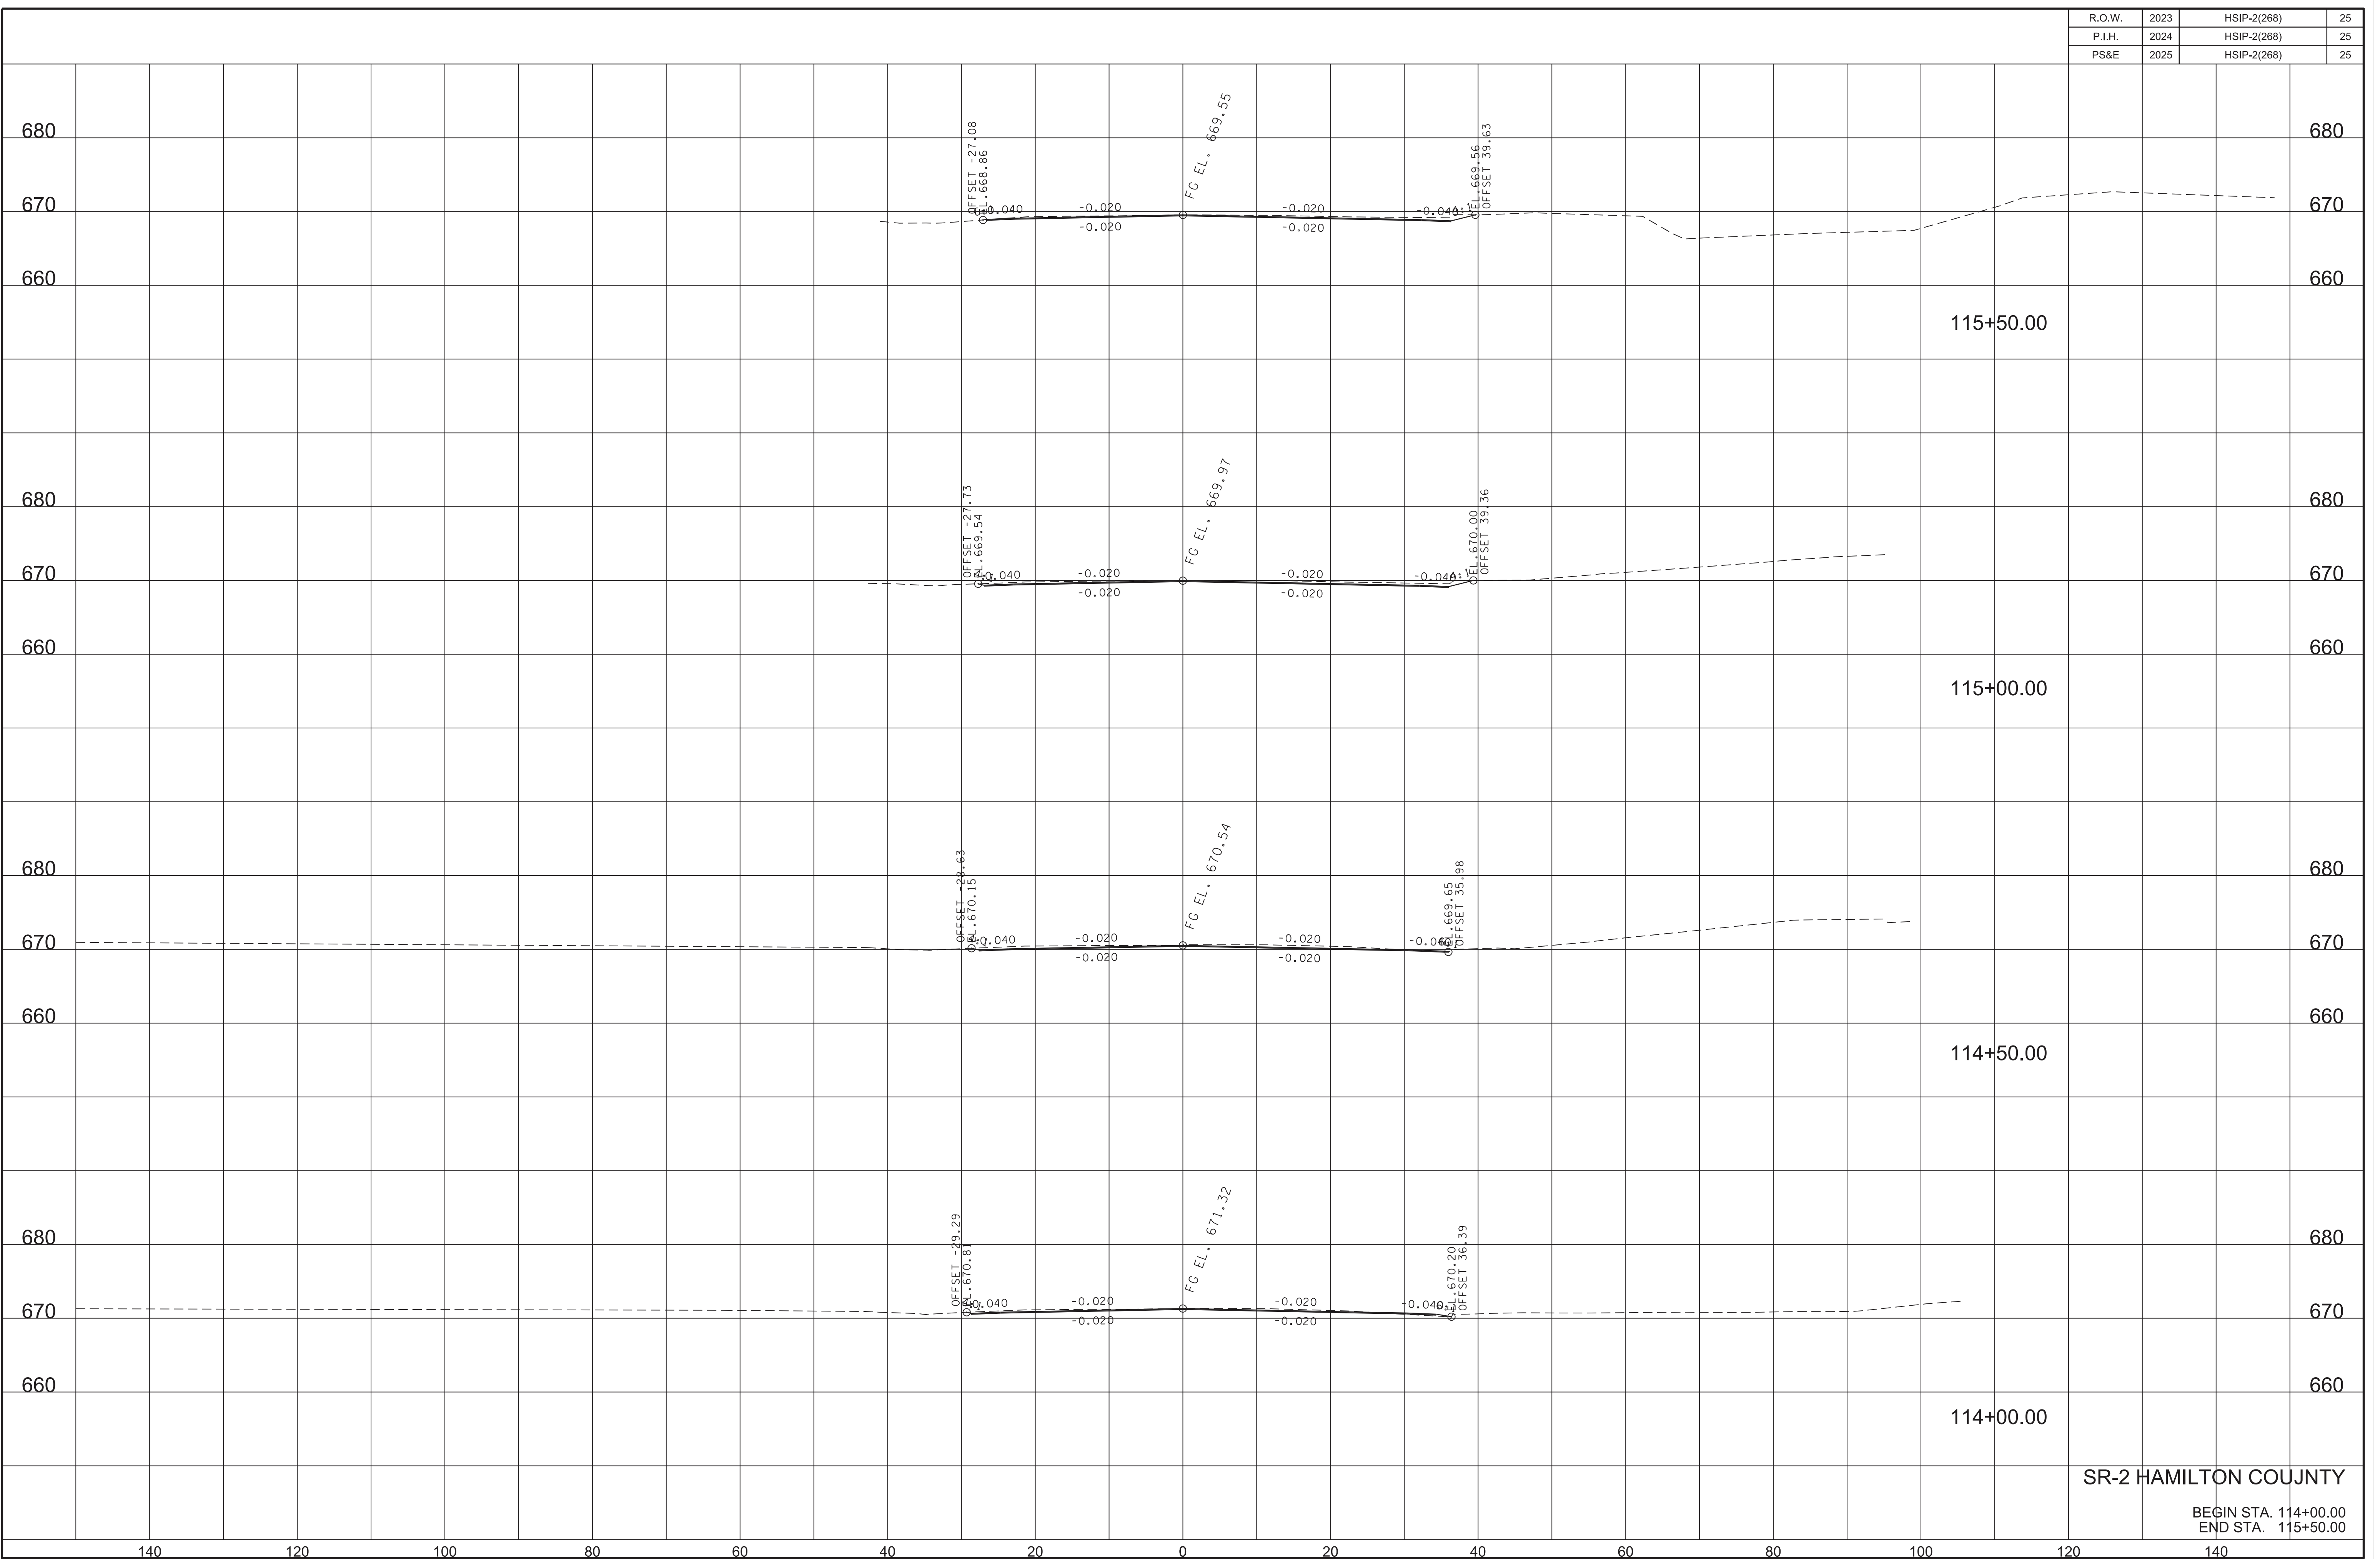 R.O.W. 2023 HSIP-2(268) 25
P.I.H. 2024 HSIP-2(268) 25
PS&E 2025 HSIP-2(268) 25
680 680
OFFSET -27.08
EL.668.86
FG EL. 669.55
EL.669.56
OFFSET 39.63
670 670
-0.020 -0.020 -0.040
-0.020 -0.020
660 660
115+50.00
680 680
OFFSET -27.73
EL.669.54
FG EL. 669.97
EL.670.00
OFFSET 39.36
670 670
-0.040 -0.020 -0.020 -0.040
-0.020 -0.020
660 660
115+00.00
680 680
OFFSET -28.63
EL.670.15
FG EL. 670.54
EL.669.65
OFFSET 35.98
670 670
-0.040 -0.020 -0.020 -0.040
-0.020 -0.020
660 660
114+50.00
680 680
OFFSET -29.29
EL.670.81
FG EL. 671.32
EL.670.20
OFFSET 36.39
670 670
-0.040 -0.020 -0.020 -0.040
-0.020 -0.020
660 660
114+00.00
SR-2 HAMILTON COUJNTY
BEGIN STA. 114+00.00
END STA. 115+50.00
140 120 100 80 60 40 20 0 20 40 60 80 100 120 140